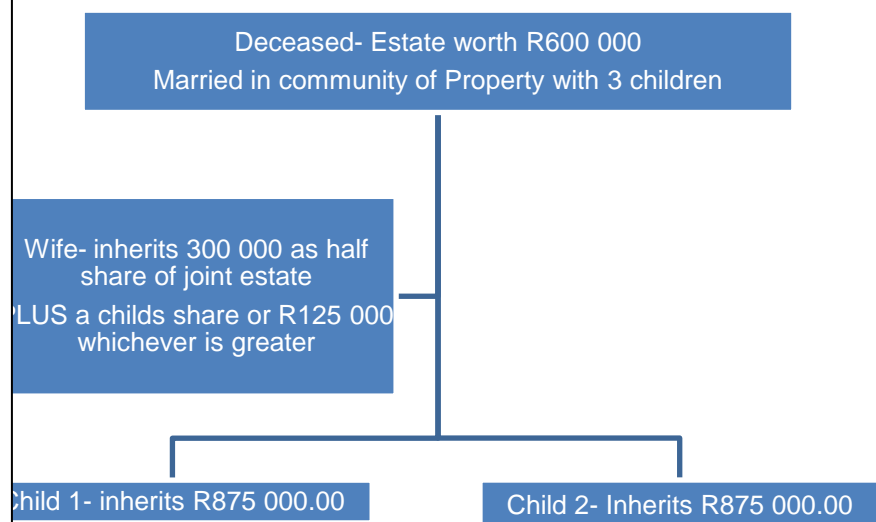 Deceased- Estate worth R600 000
Married in community of Property with 3 children
Wife- inherits 300 000 as half
share of joint estate
PLUS a childs share or R125 000
whichever is greater
Child 1- inherits R875 000.00
Child 2- Inherits R875 000.00